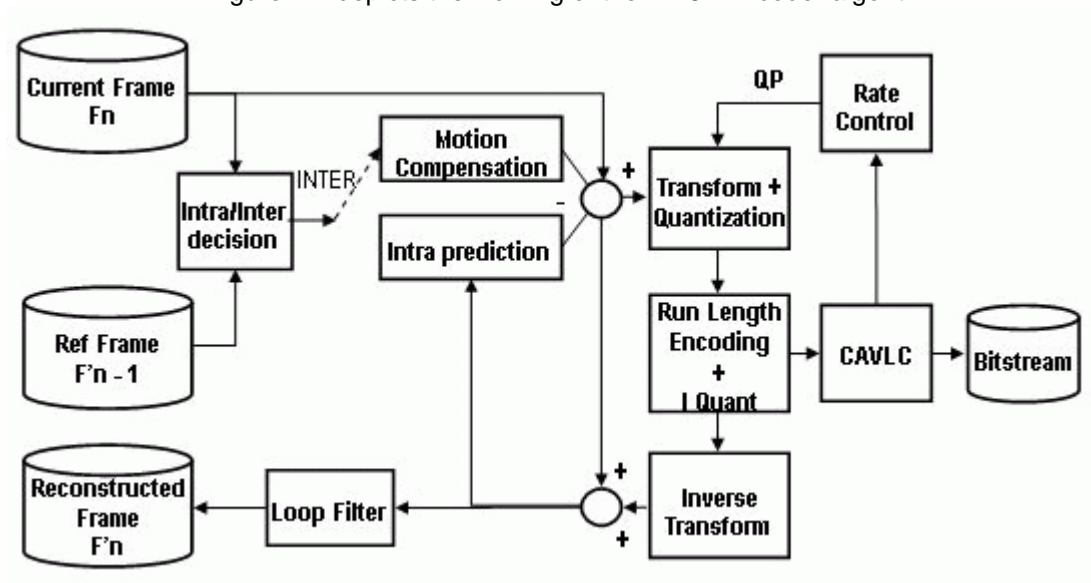 Current Frame
Fn
QP
Rate
Control
Motion
Compensation
INTER
+
-
Transform +
Quantization
Intra/Inter
decision
Intra prediction
Run Length
Encoding
+
I Quant
Ref Frame
F'n - 1
CAVLC
Bitstream
Reconstructed
Frame
F'n
Loop Filter
+
+
Inverse
Transform